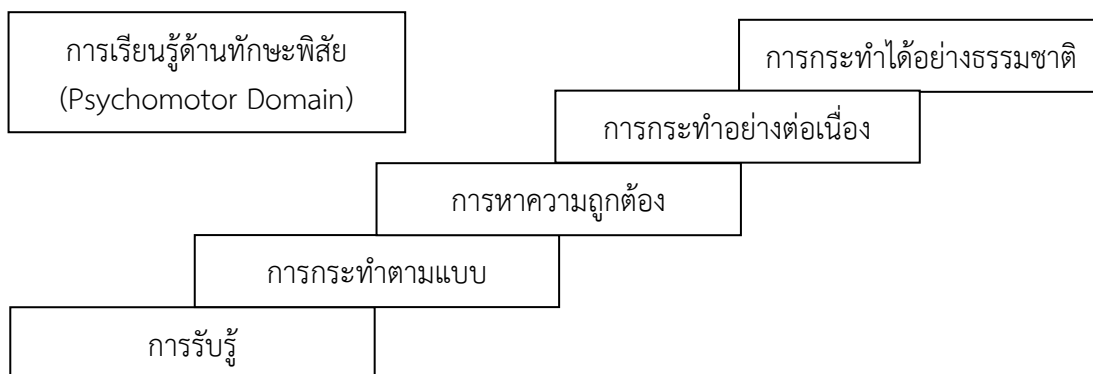 การเรียนรู้ด้านทักษะพิสัย
(Psychomotor Domain)
การกระทำได้อย่างธรรมชาติ
การกระทำอย่างต่อเนื่อง
การหาความถูกต้อง
การกระทำตามแบบ
การรับรู้